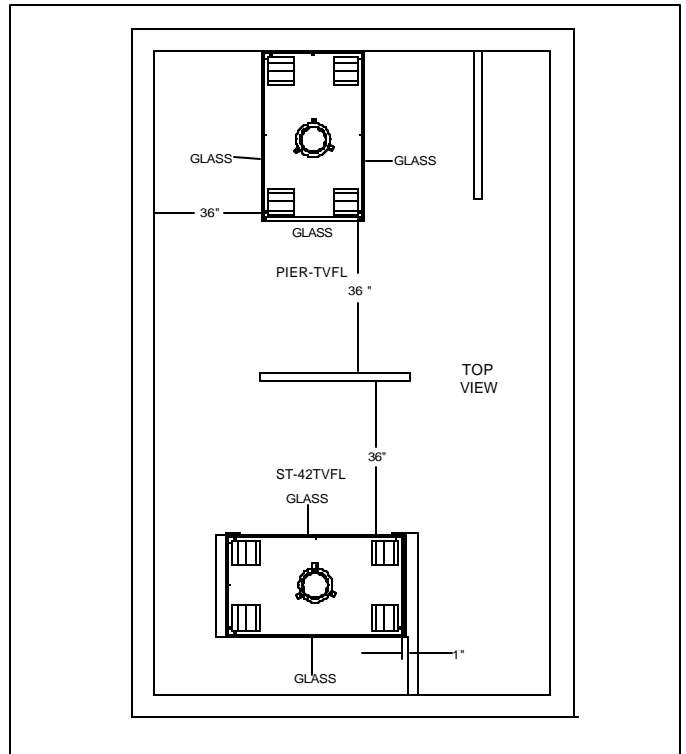 GLASS
GLASS
36"
GLASS
PIER-TVFL
36 "
TOP
VIEW
36"
ST-42TVFL
GLASS
1"
GLASS